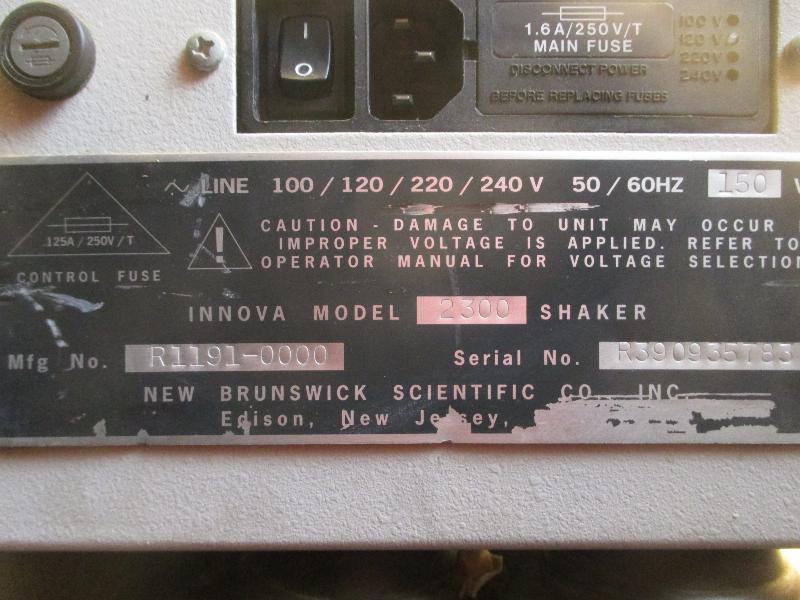 1.6A/250V/T
MAIN FUSE
100 V
120 V
220V
240V
DISCONNECT POWER
BEFORE REPLACING FUSES
~ LINE 100 / 120 / 220 / 240 V 50 / 60HZ 150
.125A / 250V / T
CONTROL FUSE
CAUTION - DAMAGE TO UNIT MAY OCCUR
IMPROPER VOLTAGE IS APPLIED. REFER TO
OPERATOR MANUAL FOR VOLTAGE SELECTION
INNOVA MODEL 2300 SHAKER
Mfg No. R1191-0000 Serial No. R390935783
NEW BRUNSWICK SCIENTIFIC CO. INC.
Edison, New Jersey,